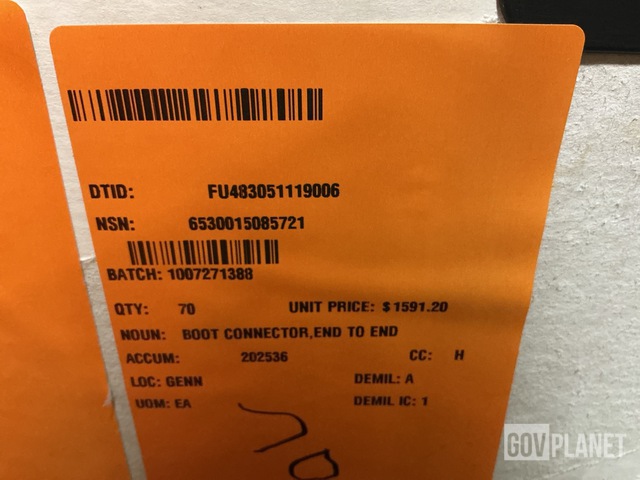 DTID: FU483051119006
NSN: 6530015085721
BATCH: 1007271388
QTY: 70 UNIT PRICE: $1591.20
NOUN: BOOT CONNECTOR,END TO END
ACCUM: 202536 CC: H
LOC: GENN DEMIL: A
UOM: EA DEMIL IC: 1
70
GOVPLANET